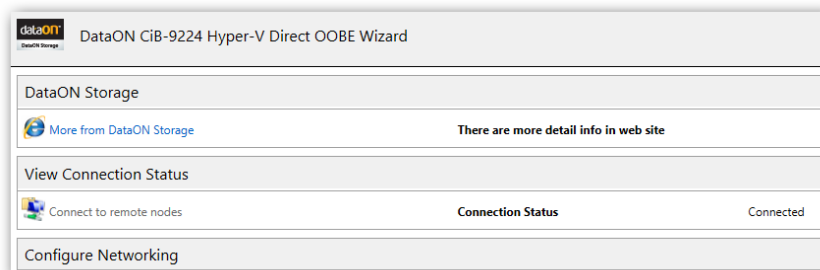 dataON
DataON Storage
DataON CiB-9224 Hyper-V Direct OOBE Wizard
DataON Storage
More from DataON Storage There are more detail info in web site
View Connection Status
Connect to remote nodes Connection Status Connected
Configure Networking